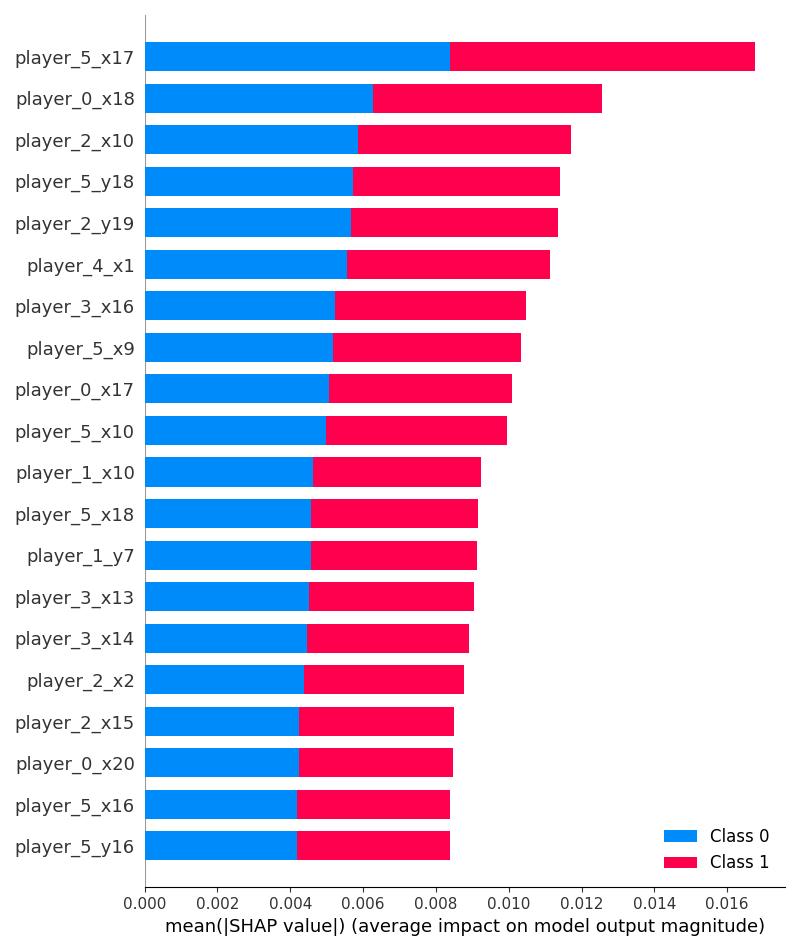 player_5_x17
player_0_x18
player_2_x10
player_5_y18
player_2_y19
player_4_x1
player_3_x16
player_5_x9
player_0_x17
player_5_x10
player_1_x10
player_5_x18
player_1_y7
player_3_x13
player_3_x14
player_2_x2
player_2_x15
player_0_x20
player_5_x16
player_5_y16
Class 0
Class 1
0.000 0.002 0.004 0.006 0.008 0.010 0.012 0.014 0.016
mean(|SHAP value|) (average impact on model output magnitude)